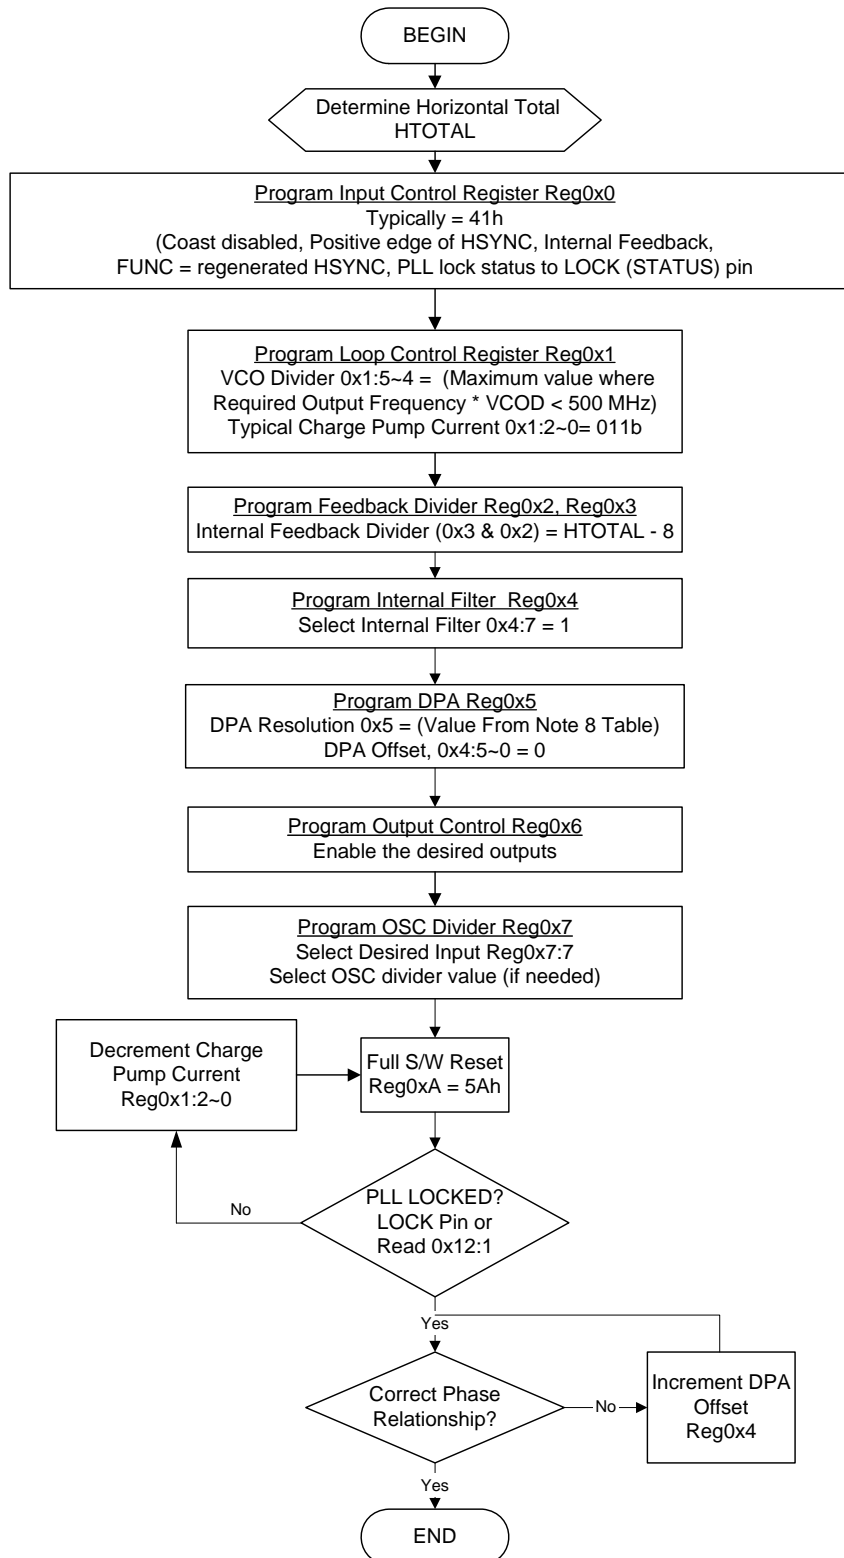 BEGIN
Determine Horizontal Total
HTOTAL
Program Input Control Register Reg0x0
Typically = 41h
(Coast disabled, Positive edge of HSYNC, Internal Feedback,
FUNC = regenerated HSYNC, PLL lock status to LOCK (STATUS) pin
Program Loop Control Register Reg0x1
VCO Divider 0x1:5~4 = (Maximum value where
Required Output Frequency * VCOD < 500 MHz)
Typical Charge Pump Current 0x1:2~0= 011b
Program Feedback Divider Reg0x2, Reg0x3
Internal Feedback Divider (0x3 & 0x2) = HTOTAL - 8
Program Internal Filter Reg0x4
Select Internal Filter 0x4:7 = 1
Program DPA Reg0x5
DPA Resolution 0x5 = (Value From Note 8 Table)
DPA Offset, 0x4:5~0 = 0
Program Output Control Reg0x6
Enable the desired outputs
Program OSC Divider Reg0x7
Select Desired Input Reg0x7:7
Select OSC divider value (if needed)
Decrement Charge
Pump Current
Reg0x1:2~0
Full S/W Reset
Reg0xA = 5Ah
No
PLL LOCKED?
LOCK Pin or
Read 0x12:1
Yes
Correct Phase
Relationship?
No
Increment DPA
Offset
Reg0x4
Yes
END